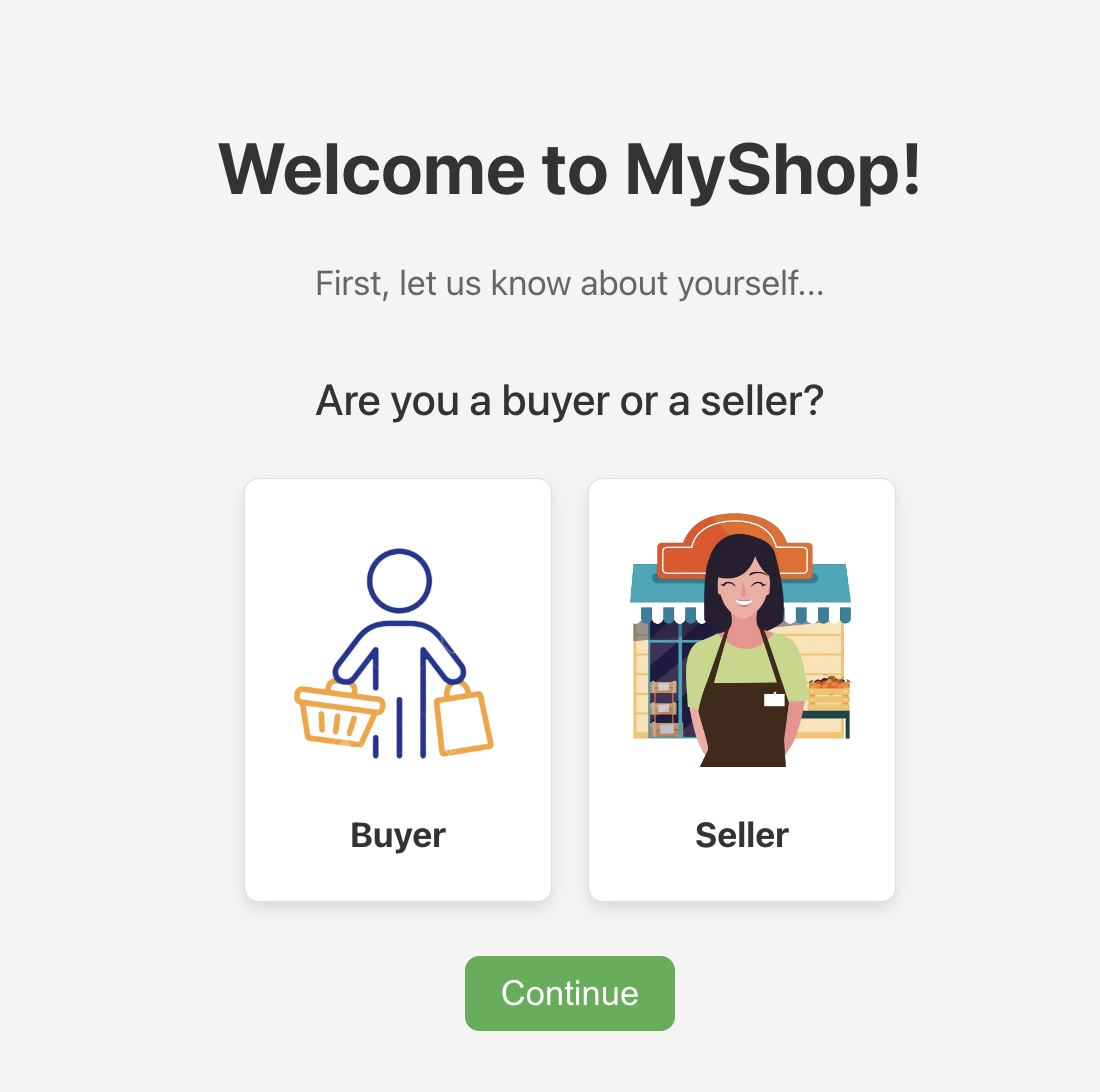 Welcome to MyShop!
First, let us know about yourself...
Are you a buyer or a seller?
Buyer
Seller
Continue